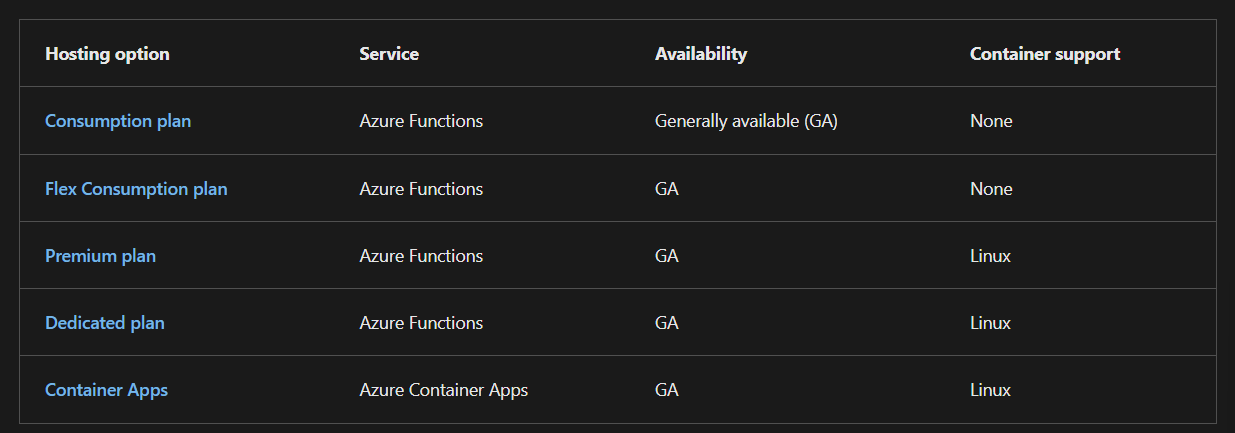 Hosting option Service Availability Container support
Consumption plan Azure Functions Generally available (GA) None
Flex Consumption plan Azure Functions GA None
Premium plan Azure Functions GA Linux
Dedicated plan Azure Functions GA Linux
Container Apps Azure Container Apps GA Linux